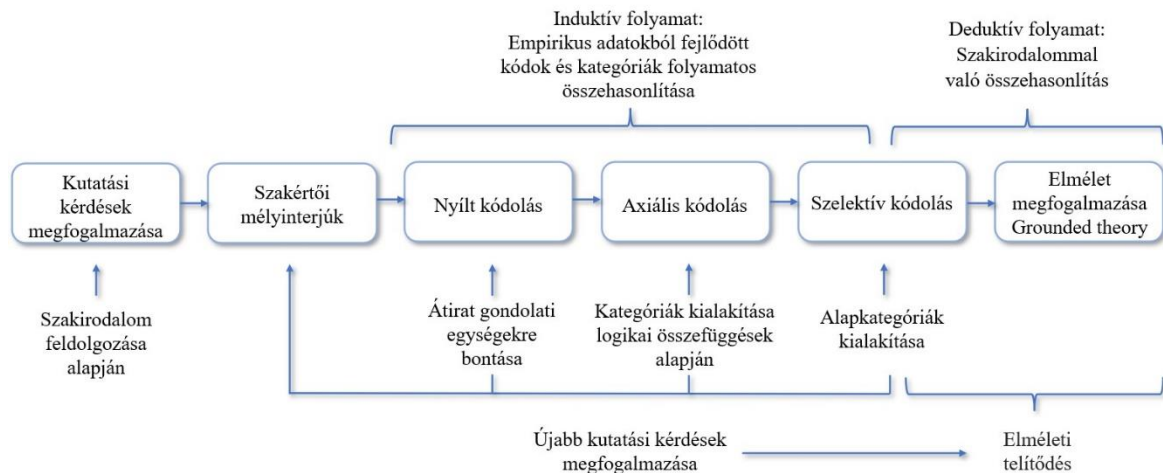 Induktív folyamat:
Empirikus adatokból fejlődött
kódok és kategóriák folyamatos
összehasonlítása
Deduktív folyamat:
Szakirodalommal
való összehasonlítás
Kutatási
kérdések
megfogalmazása
Szakértői
mélyinterjúk
Nyílt kódolás
Axiális kódolás
Szelektív kódolás
Elmélet
megfogalmazása
Grounded theory
Szakirodalom
feldolgozása
alapján
Átirat gondolati
egységekre
bontása
Kategóriák kialakítása
logikai összefüggések
alapján
Alapkategóriák
kialakítása
Újabb kutatási kérdések
megfogalmazása
Elméleti
telítődés